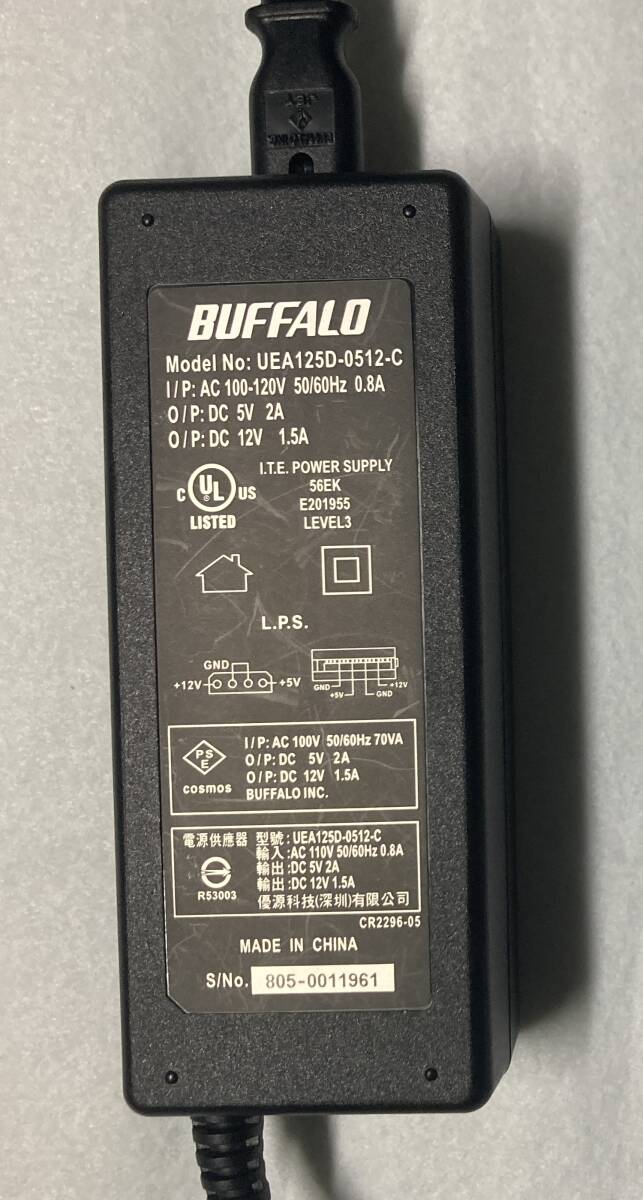 BUFFALO
Model No: UEA125D-0512-C
I/P: AC 100-120V 50/60Hz 0.8A
O/P: DC 5V 2A
O/P: DC 12V 1.5A
C UL US
LISTED
I.T.E. POWER SUPPLY
56EK
E201955
LEVEL3
L.P.S.
GND
+12V
+5V
GND
+5V
GND
+12V
PSE
cosmos
I/P: AC 100V 50/60Hz 70VA
O/P: DC 5V 2A
O/P: DC 12V 1.5A
BUFFALO INC.
電源供應器 型號:UEA125D-0512-C
輸入:AC 110V 50/60Hz 0.8A
輸出:DC 5V 2A
輸出:DC 12V 1.5A
優源科技(深圳)有限公司
R53003
CR2296-05
MADE IN CHINA
S/No. 805-0011961